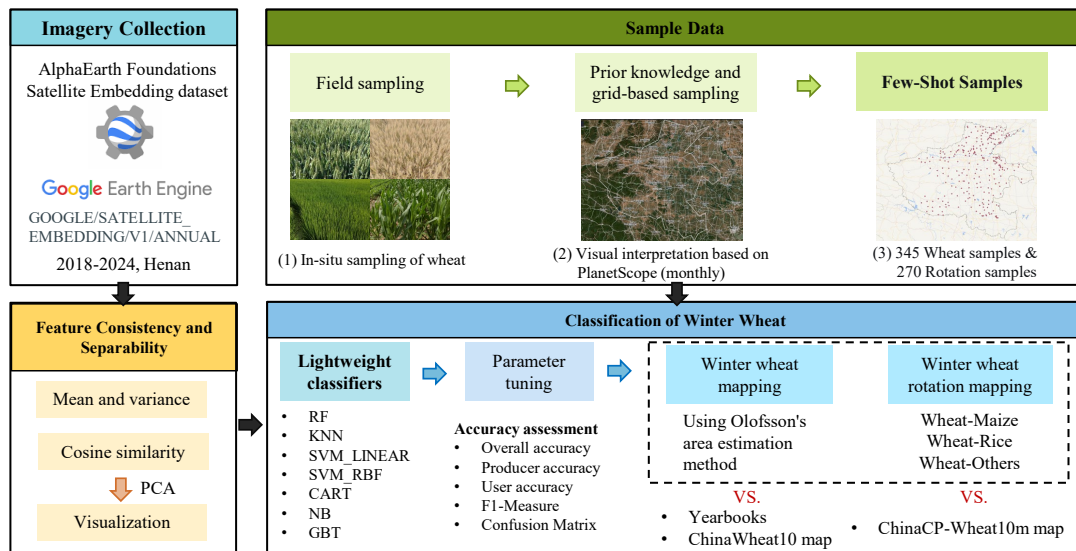 Imagery Collection
AlphaEarth Foundations
Satellite Embedding dataset
Google Earth Engine
GOOGLE/SATELLITE_
EMBEDDING/V1/ANNUAL
2018-2024, Henan
Sample Data
Field sampling
Prior knowledge and
grid-based sampling
Few-Shot Samples
(1) In-situ sampling of wheat
(2) Visual interpretation based on
PlanetScope (monthly)
(3) 345 Wheat samples &
270 Rotation samples
Feature Consistency and
Separability
Mean and variance
Cosine similarity
PCA
Visualization
Classification of Winter Wheat
Lightweight
classifiers
• RF
• KNN
• SVM_LINEAR
• SVM_RBF
• CART
• NB
• GBT
Parameter
tuning
Accuracy assessment
• Overall accuracy
• Producer accuracy
• User accuracy
• F1-Measure
• Confusion Matrix
Winter wheat
mapping
Using Olofsson's
area estimation
method
VS.
• Yearbooks
• ChinaWheat10 map
Winter wheat
rotation mapping
Wheat-Maize
Wheat-Rice
Wheat-Others
VS.
• ChinaCP-Wheat10m map